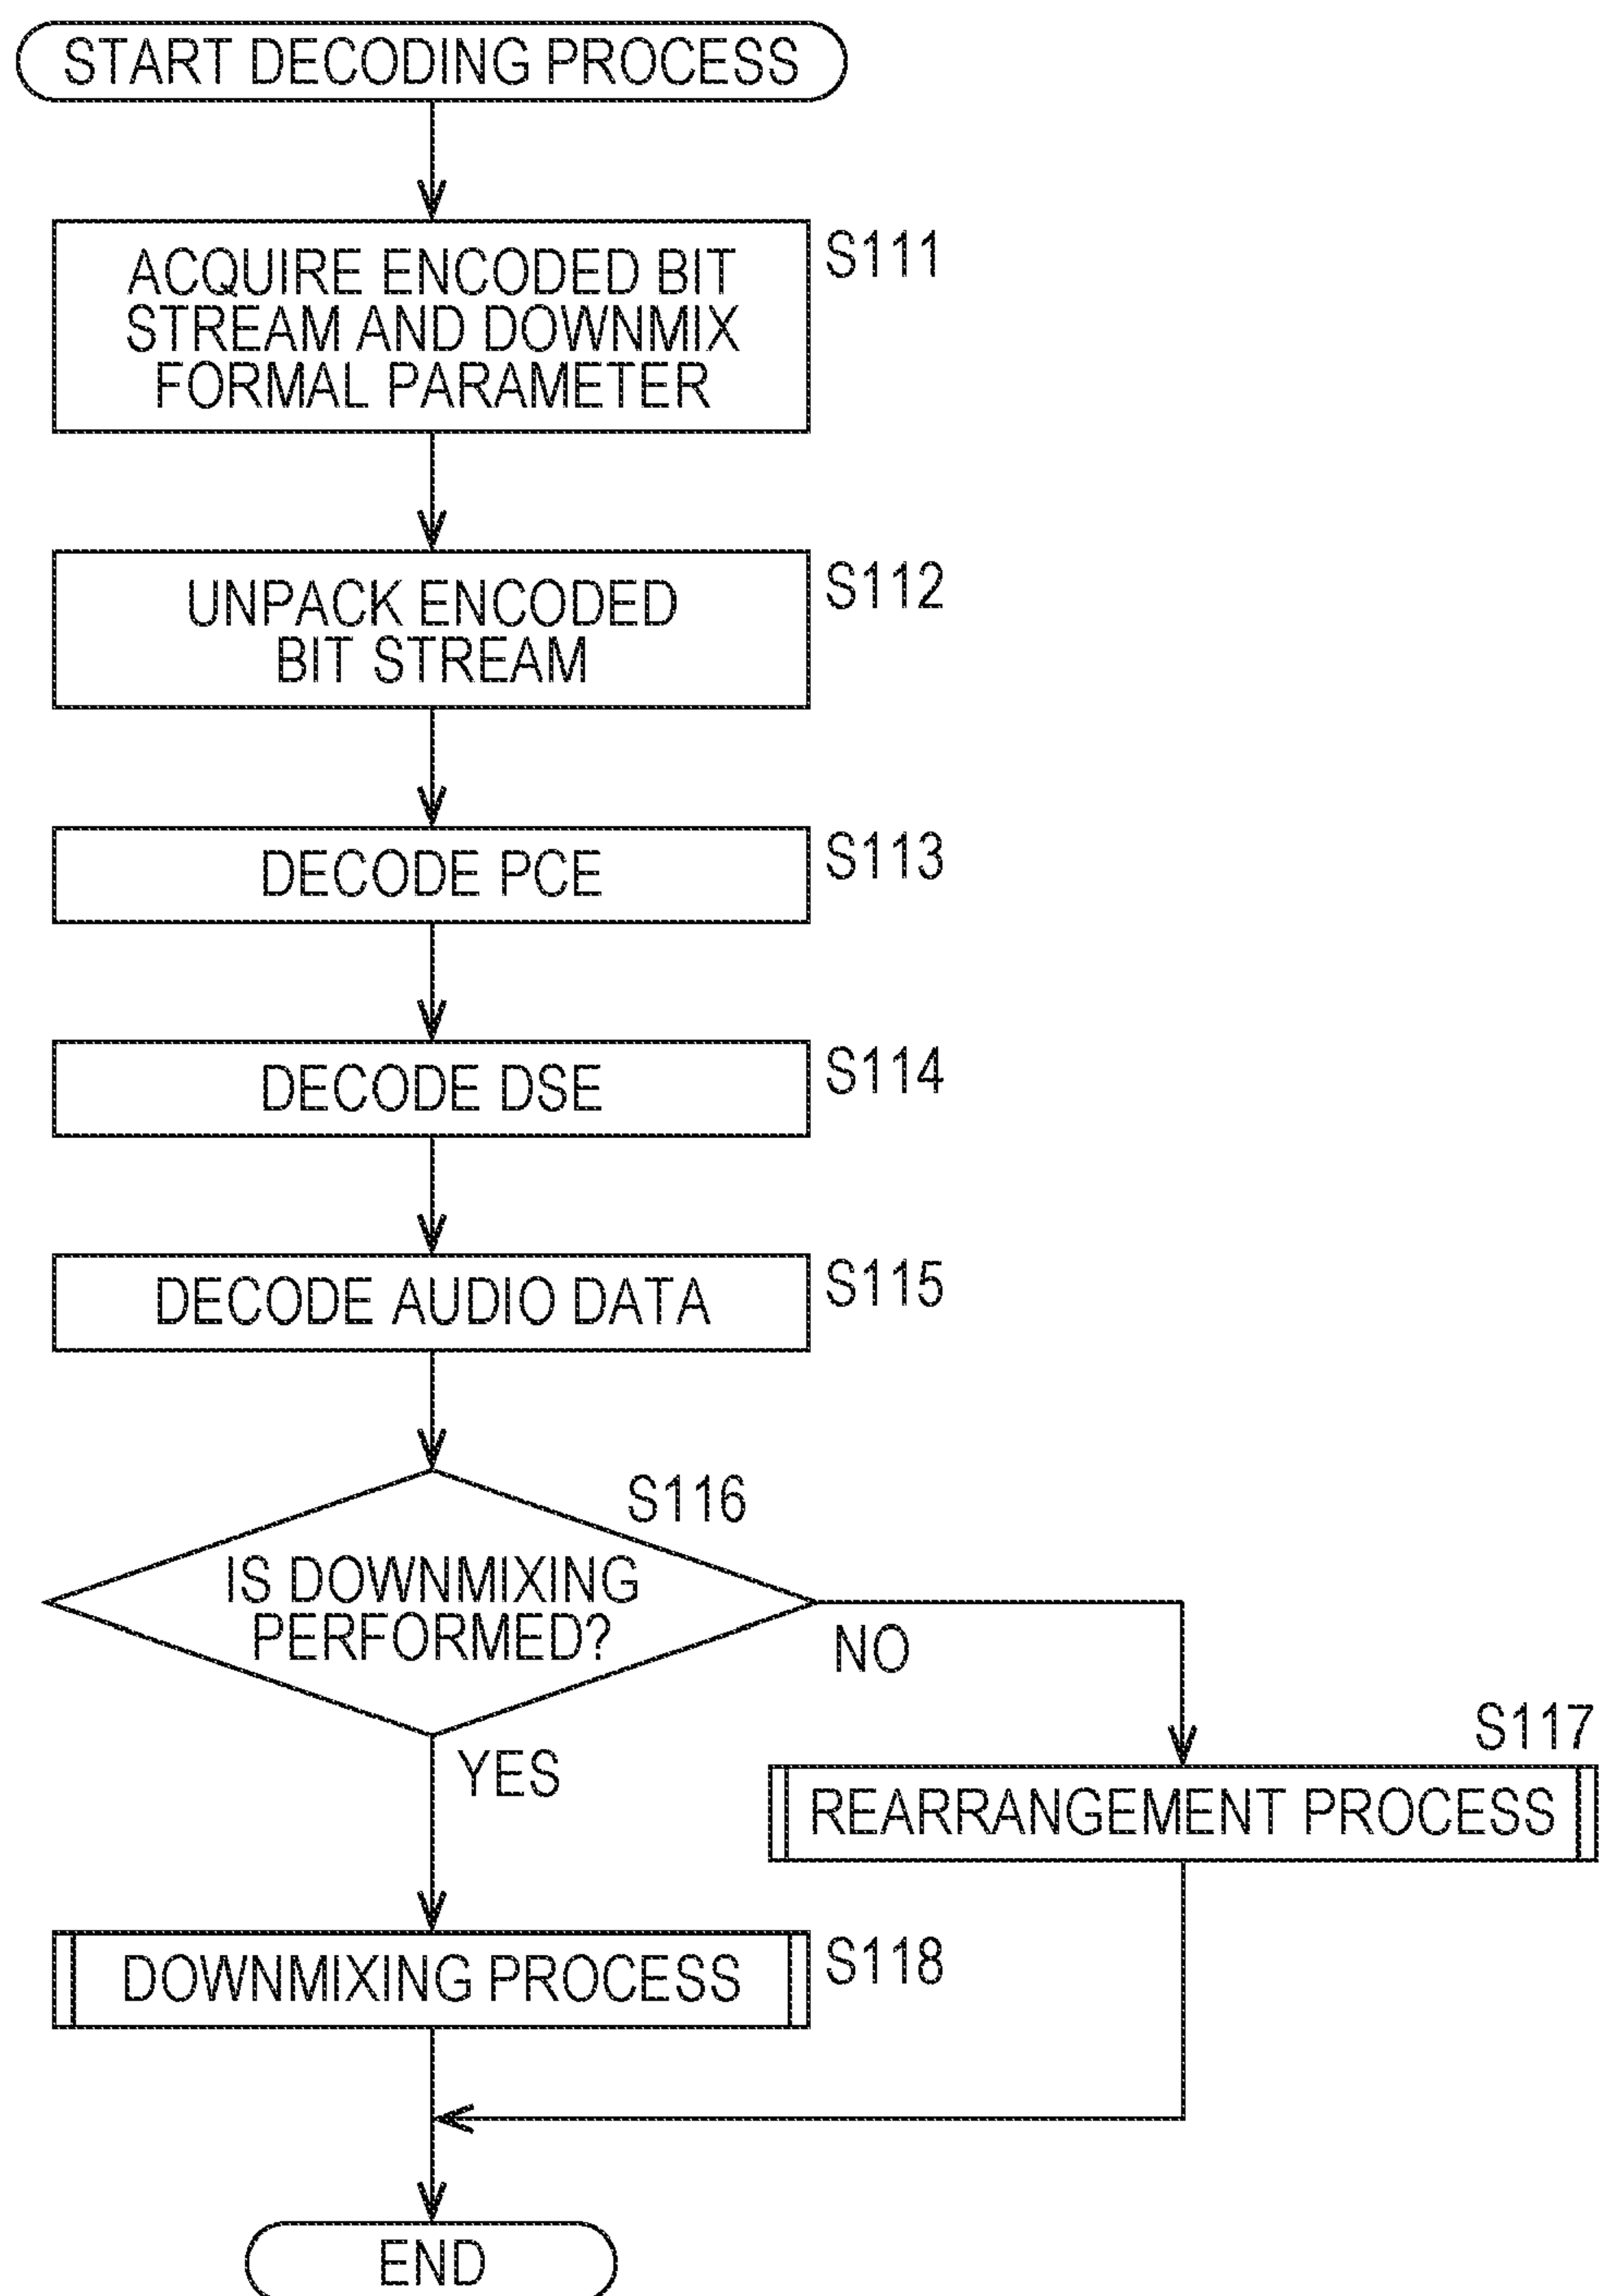 START DECODING PROCESS
S111
ACQUIRE ENCODED BIT
STREAM AND DOWNMIX
FORMAL PARAMETER
S112
UNPACK ENCODED
BIT STREAM
DECODE PCE
S113
DECODE DSE
S114
DECODE AUDIO DATA
S115
S116
IS DOWNMIXING
PERFORMED?
NO
YES
S117
REARRANGEMENT PROCESS
DOWNMIXING PROCESS
S118
END